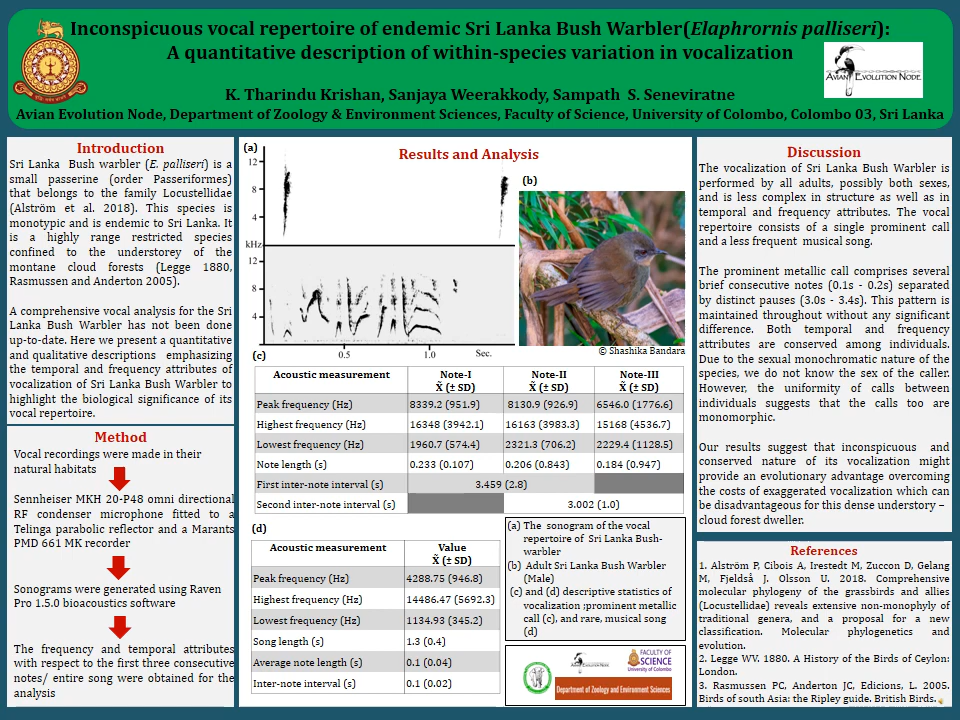 Inconspicuous vocal repertoire of endemic Sri Lanka Bush Warbler(Elaphrornis palliseri):
A quantitative description of within-species variation in vocalization
K. Tharindu Krishan, Sanjaya Weerakkody, Sampath S. Seneviratne
Avian Evolution Node, Department of Zoology & Environment Sciences, Faculty of Science, University of Colombo, Colombo 03, Sri Lanka
AVIAN EVOLUTION NODE
Introduction
Sri Lanka Bush warbler (E. palliseri) is a
small passerine (order Passeriformes)
that belongs to the family Locustellidae
(Alström et al. 2018). This species is
monotypic and is endemic to Sri Lanka. It
is a highly range restricted species
confined to the understorey of the
montane cloud forests (Legge 1880,
Rasmussen and Anderton 2005).
A comprehensive vocal analysis for the Sri
Lanka Bush Warbler has not been done
up-to-date. Here we present a quantitative
and qualitative descriptions emphasizing
the temporal and frequency attributes of
vocalization of Sri Lanka Bush Warbler to
highlight the biological significance of its
vocal repertoire.
Method
Vocal recordings were made in their
natural habitats
Sennheiser MKH 20-P48 omni directional
RF condenser microphone fitted to a
Telinga parabolic reflector and a Marants
PMD 661 MK recorder
Sonograms were generated using Raven
Pro 1.5.0 bioacoustics software
The frequency and temporal attributes
with respect to the first three consecutive
notes/ entire song were obtained for the
analysis
Results and Analysis
(a)
12
8
4
kHz
12
8
4
0.5 1.0 Sec.
(b)
© Shashika Bandara
(c)
Acoustic measurement Note-I X̃ (± SD) Note-II X̃ (± SD) Note-III X̃ (± SD)
Peak frequency (Hz) 8339.2 (951.9) 8130.9 (926.9) 6546.0 (1776.6)
Highest frequency (Hz) 16348 (3942.1) 16163 (3983.3) 15168 (4536.7)
Lowest frequency (Hz) 1960.7 (574.4) 2321.3 (706.2) 2229.4 (1128.5)
Note length (s) 0.233 (0.107) 0.206 (0.843) 0.184 (0.947)
First inter-note interval (s) 3.459 (2.8)
Second inter-note interval (s) 3.002 (1.0)
(d)
Acoustic measurement Value X̃ (± SD)
Peak frequency (Hz) 4288.75 (946.8)
Highest frequency (Hz) 14486.47 (5692.3)
Lowest frequency (Hz) 1134.93 (345.2)
Song length (s) 1.3 (0.4)
Average note length (s) 0.1 (0.04)
Inter-note interval (s) 0.1 (0.02)
(a) The sonogram of the vocal
repertoire of Sri Lanka Bush-
warbler
(b) Adult Sri Lanka Bush Warbler
(Male)
(c) and (d) descriptive statistics of
vocalization ;prominent metallic
call (c), and rare, musical song
(d)
FACULTY OF
SCIENCE
University of Colombo
Department of Zoology and Environment Sciences
Discussion
The vocalization of Sri Lanka Bush Warbler is
performed by all adults, possibly both sexes,
and is less complex in structure as well as in
temporal and frequency attributes. The vocal
repertoire consists of a single prominent call
and a less frequent musical song.
The prominent metallic call comprises several
brief consecutive notes (0.1s - 0.2s) separated
by distinct pauses (3.0s - 3.4s). This pattern is
maintained throughout without any significant
difference. Both temporal and frequency
attributes are conserved among individuals.
Due to the sexual monochromatic nature of the
species, we do not know the sex of the caller.
However, the uniformity of calls between
individuals suggests that the calls too are
monomorphic.
Our results suggest that inconspicuous and
conserved nature of its vocalization might
provide an evolutionary advantage overcoming
the costs of exaggerated vocalization which can
be disadvantageous for this dense understory –
cloud forest dweller.
References
1. Alström P, Cibois A, Irestedt M, Zuccon D, Gelang
M, Fjeldså J. Olsson U. 2018. Comprehensive
molecular phylogeny of the grassbirds and allies
(Locustellidae) reveals extensive non-monophyly of
traditional genera, and a proposal for a new
classification. Molecular phylogenetics and
evolution.
2. Legge WV. 1880. A History of the Birds of Ceylon:
London.
3. Rasmussen PC, Anderton JC, Edicions, L. 2005.
Birds of south Asia: the Ripley guide. British Birds.